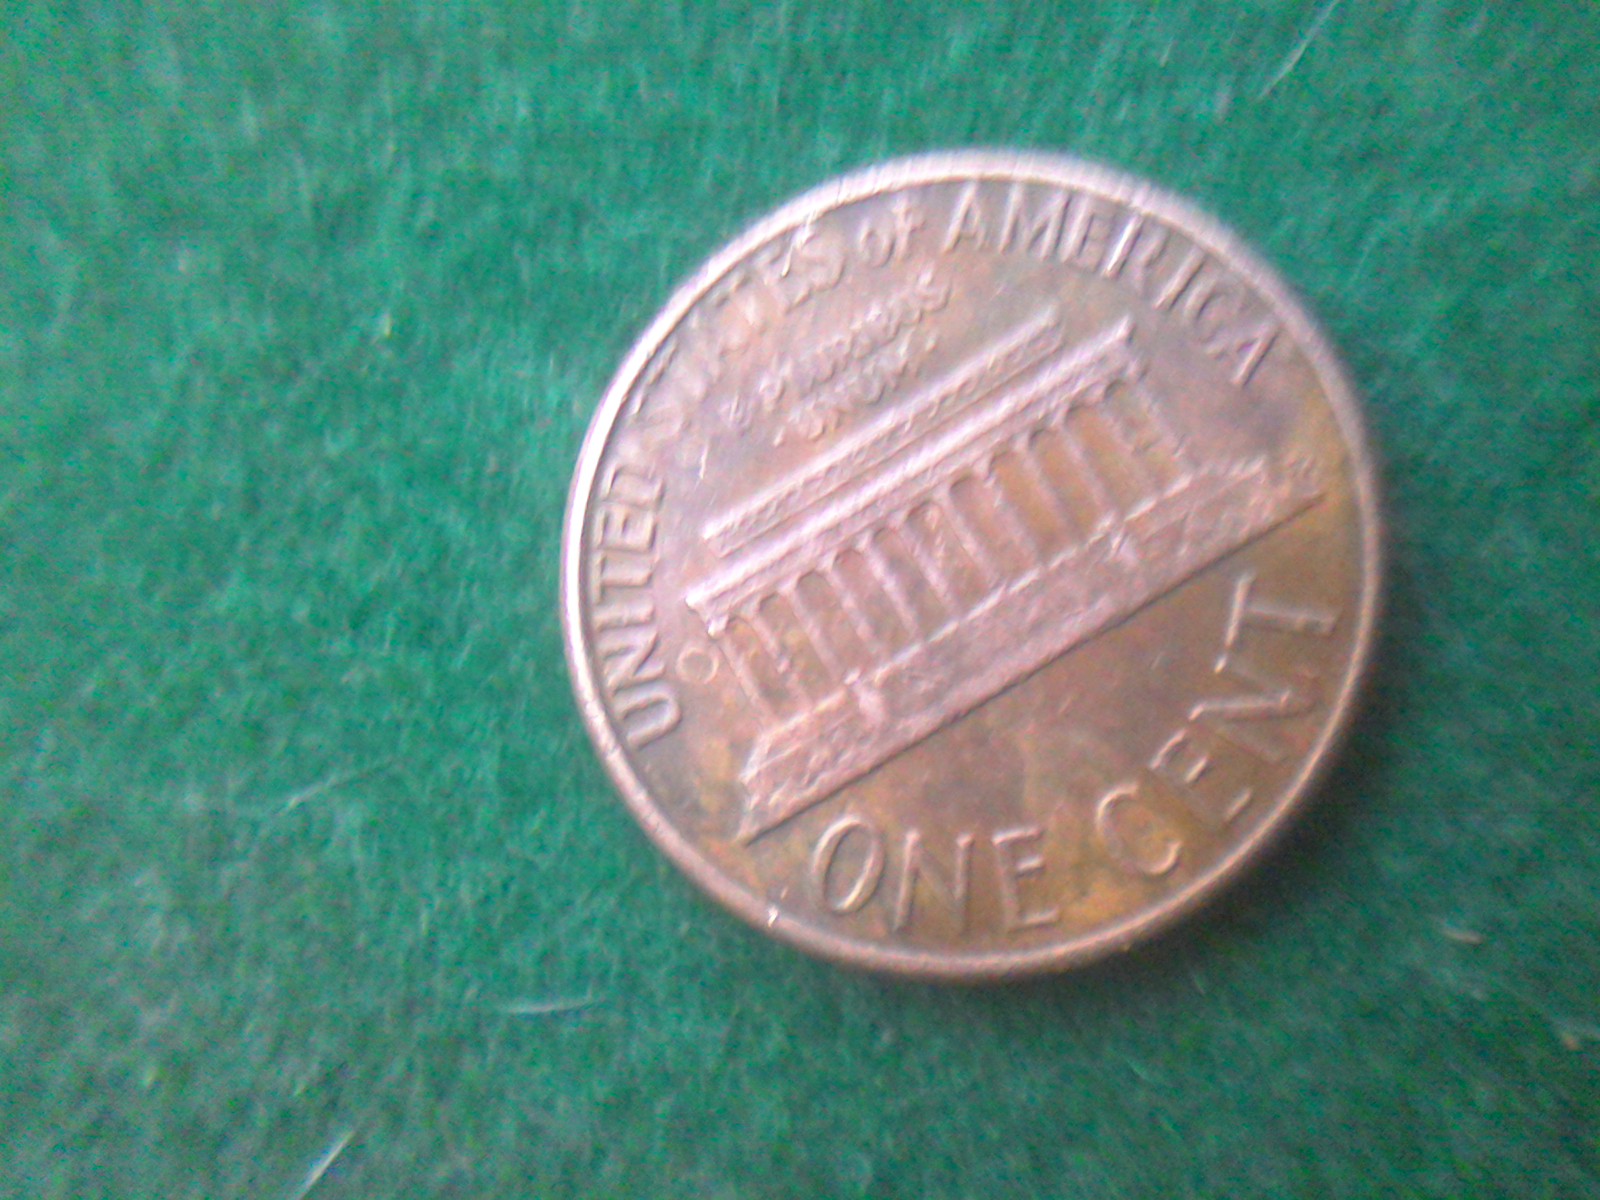 UNITED STATES OF AMERICA
E PLURIBUS
UNUM
ONE CENT